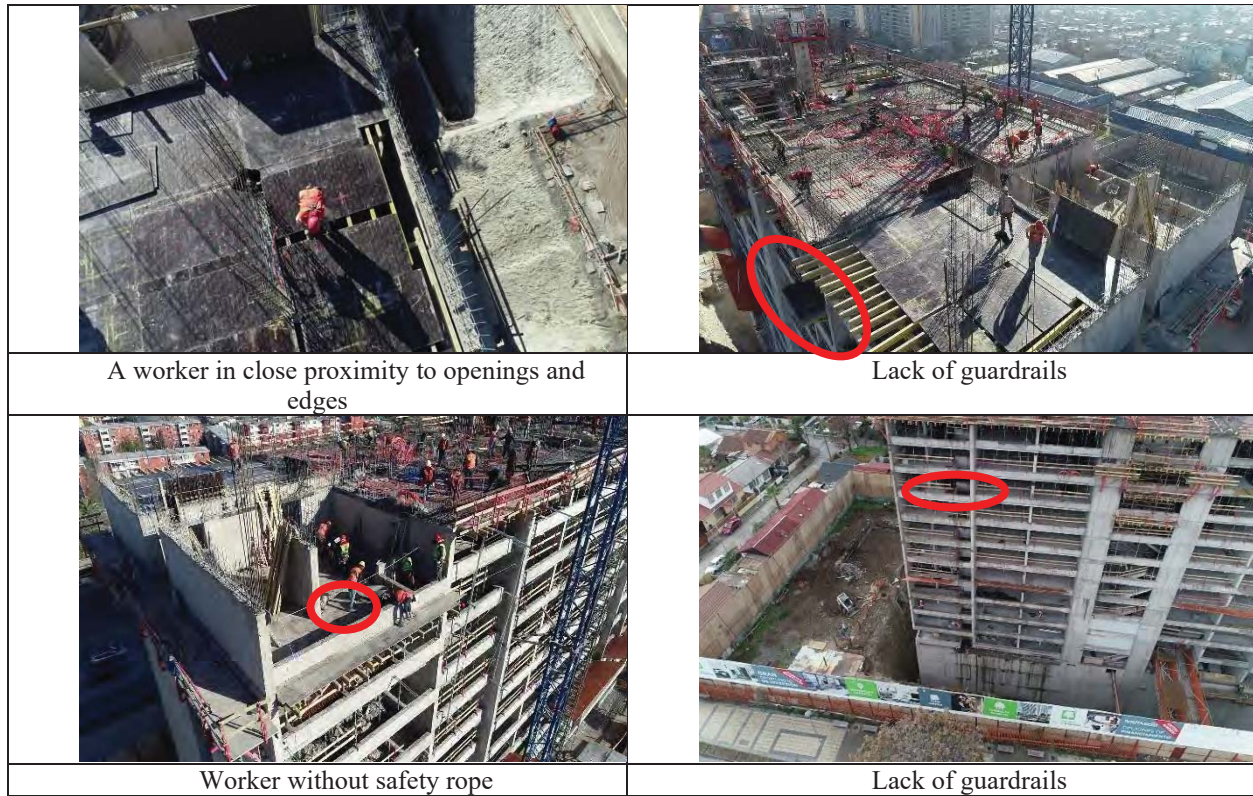 A worker in close proximity to openings and
edges
Lack of guardrails
Worker without safety rope
Lack of guardrails